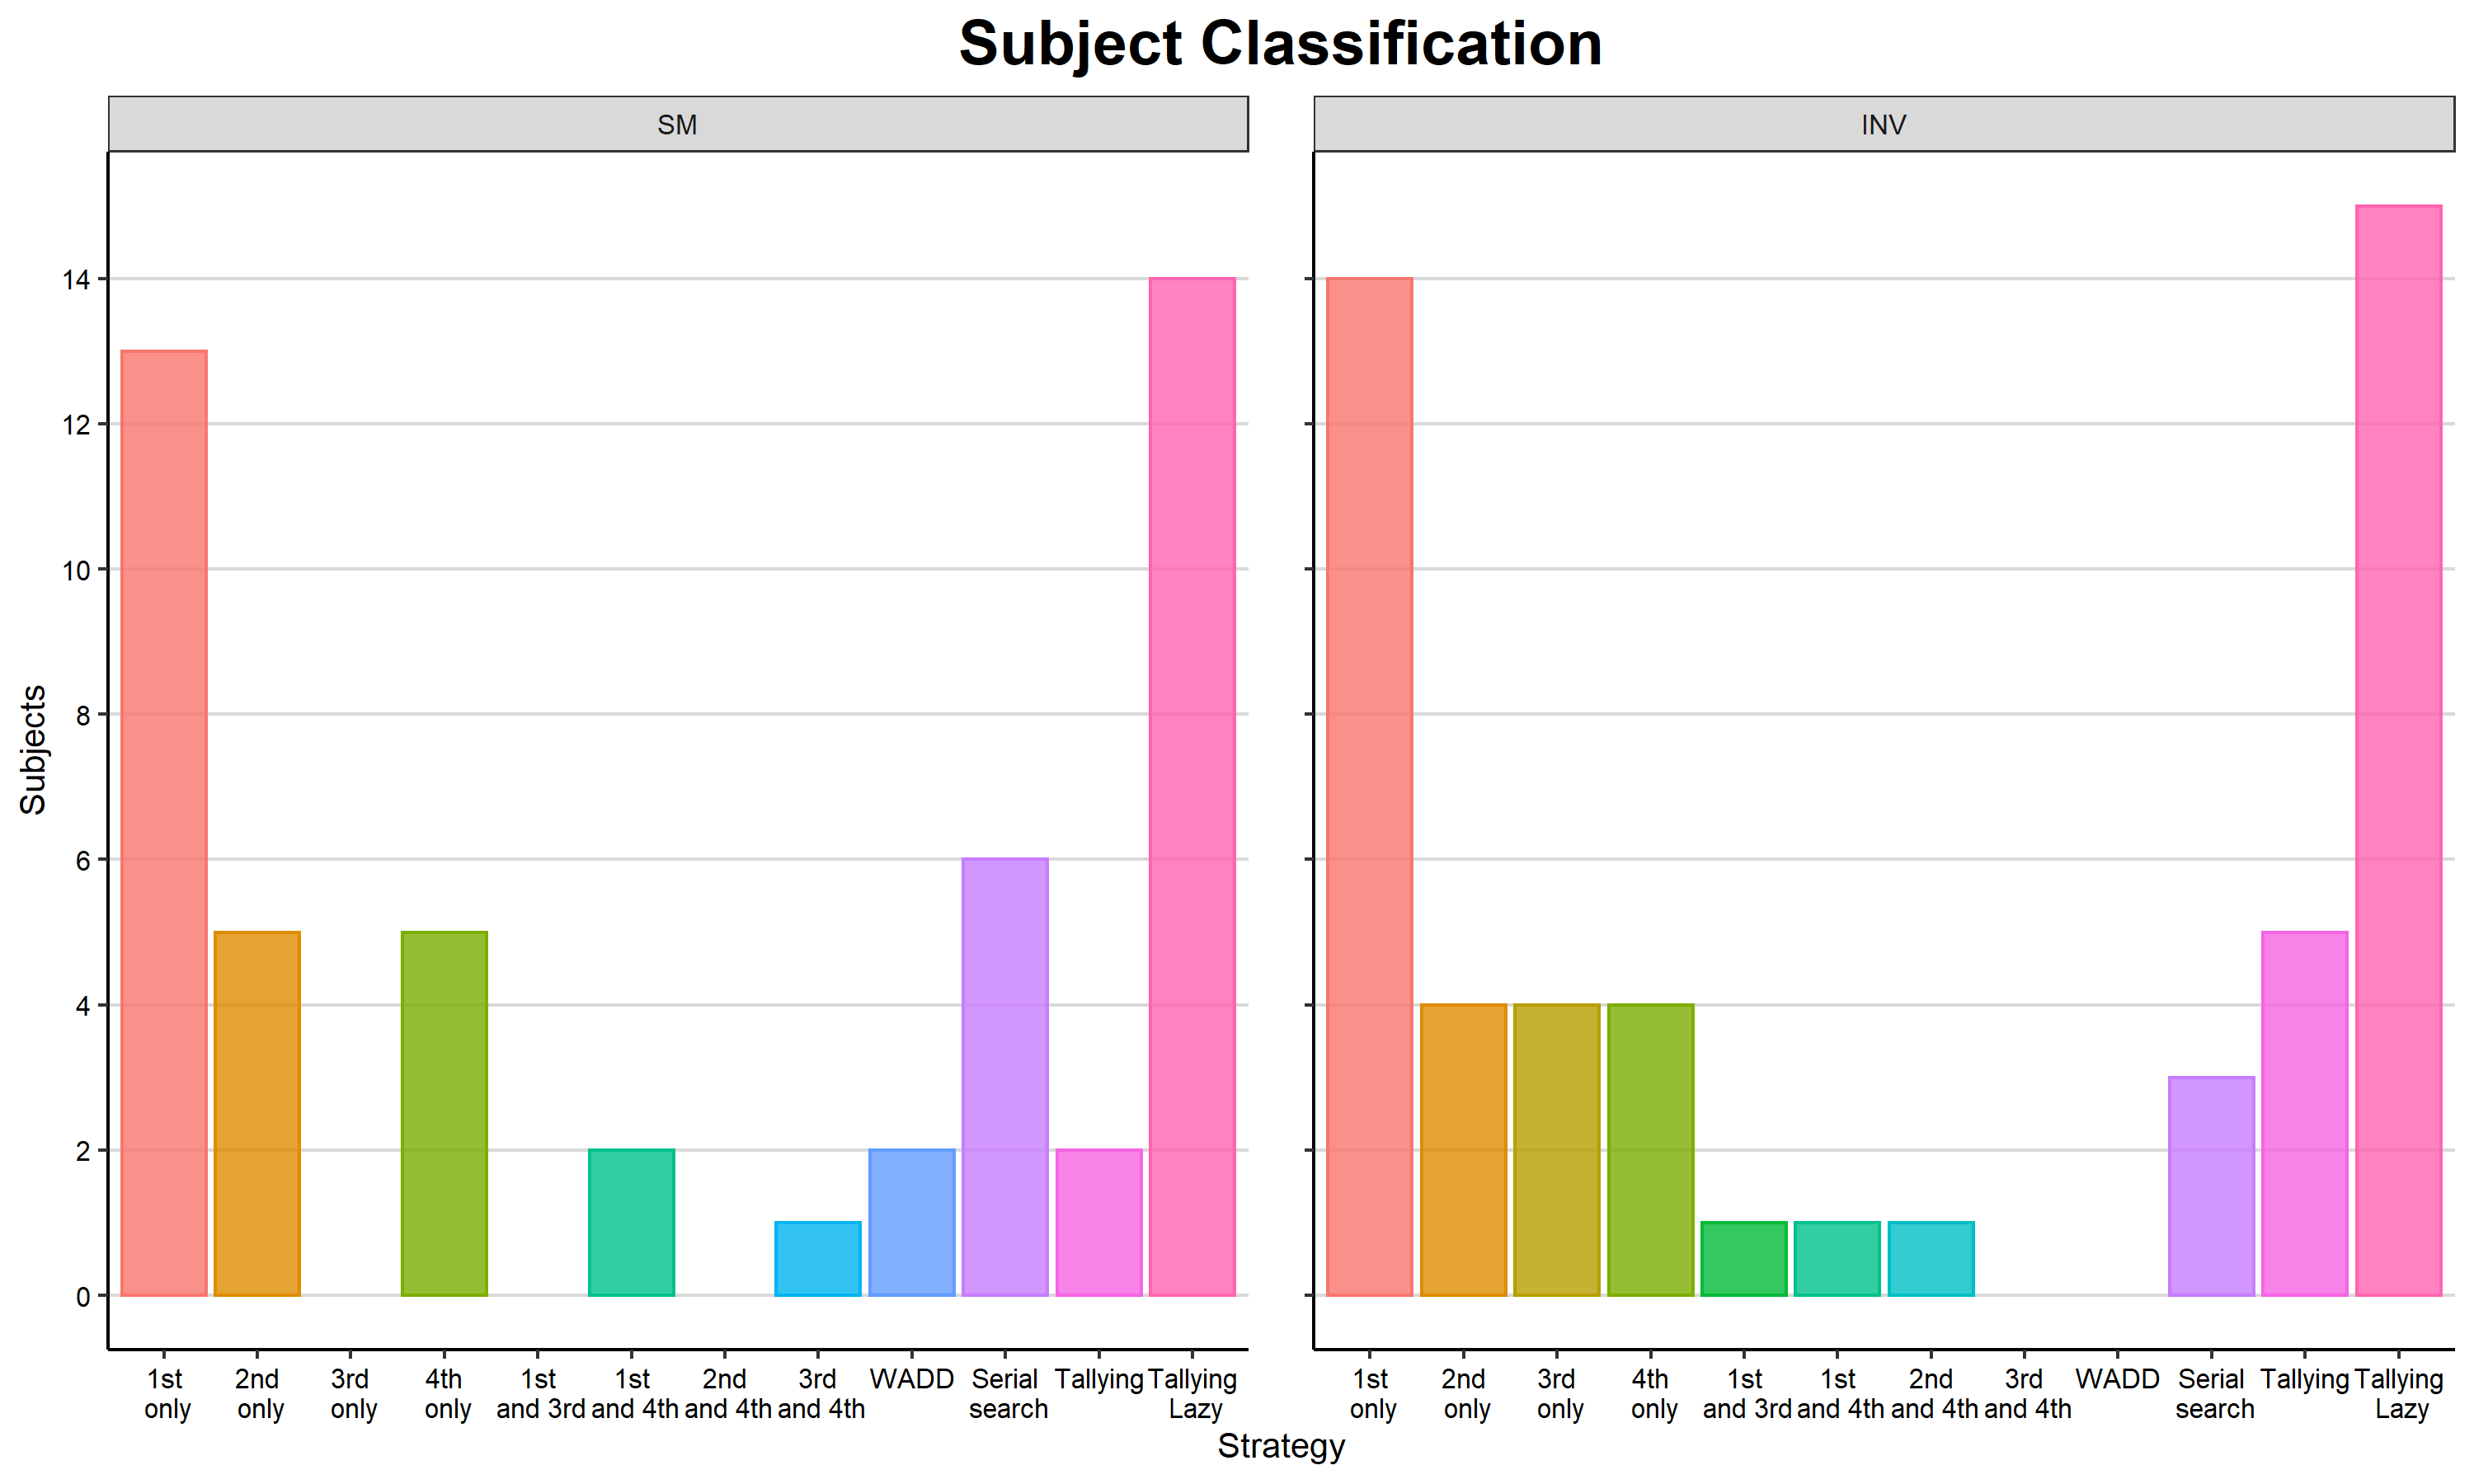 Subject Classification
SM
INV
Subjects
14
12
10
8
6
4
2
0
1st only
2nd only
3rd only
4th only
1st and 3rd
1st and 4th
2nd and 4th
3rd and 4th
WADD
Serial search
Tallying
Tallying Lazy
1st only
2nd only
3rd only
4th only
1st and 3rd
1st and 4th
2nd and 4th
3rd and 4th
WADD
Serial search
Tallying
Tallying Lazy
Strategy